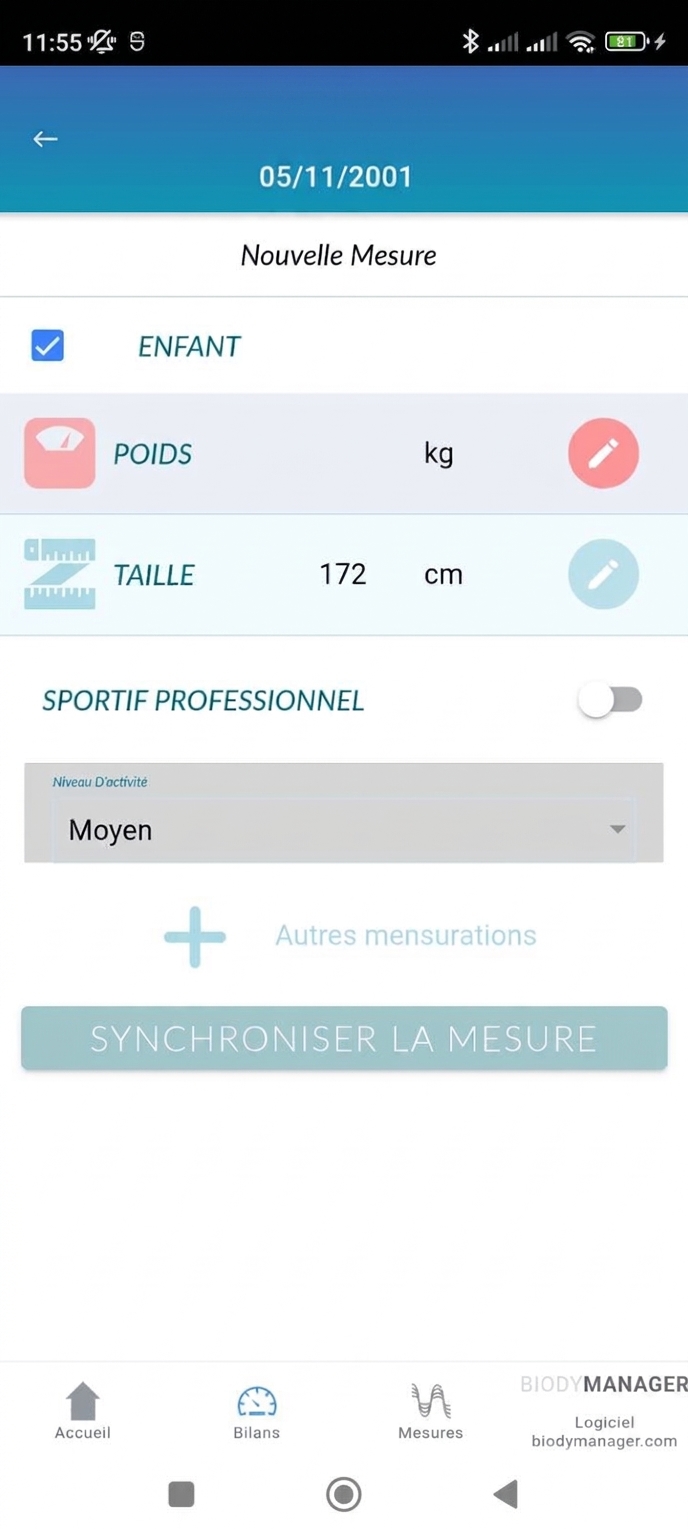 11:55
81
05/11/2001
Nouvelle Mesure
ENFANT
POIDS kg
TAILLE 172 cm
SPORTIF PROFESSIONNEL
Niveau D'activité
Moyen
Autres mensurations
SYNCHRONISER LA MESURE
Accueil
Bilans
Mesures
BIODYMANAGER
Logiciel
biodymanager.com